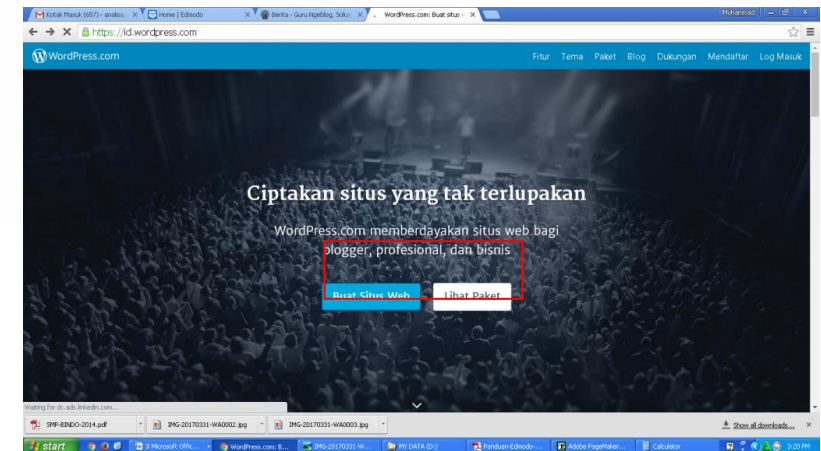 Kotak Masuk (657) - analiss
Home | Edmodo
Berita - Guru Ngeblog, Solus
WordPress.com: Buat situs
Muhammad
https://id.wordpress.com
WordPress.com
Fitur Tema Paket Blog Dukungan Mendaftar Log Masuk
Ciptakan situs yang tak terlupakan
WordPress.com memberdayakan situs web bagi
blogger, profesional, dan bisnis
Buat Situs Web
Lihat Paket
Waiting for dc.ads.linkedin.com...
SMP-BINDO-2014.pdf
IMG-20170331-WA0002.jpg
IMG-20170331-WA0003.jpg
Show all downloads...
start
3 Microsoft Offic...
WordPress.com: B...
IMG-20170331-W...
MY DATA (D:)
Panduan-Edmodo-...
Adobe PageMaker...
Calculator
3:20 PM